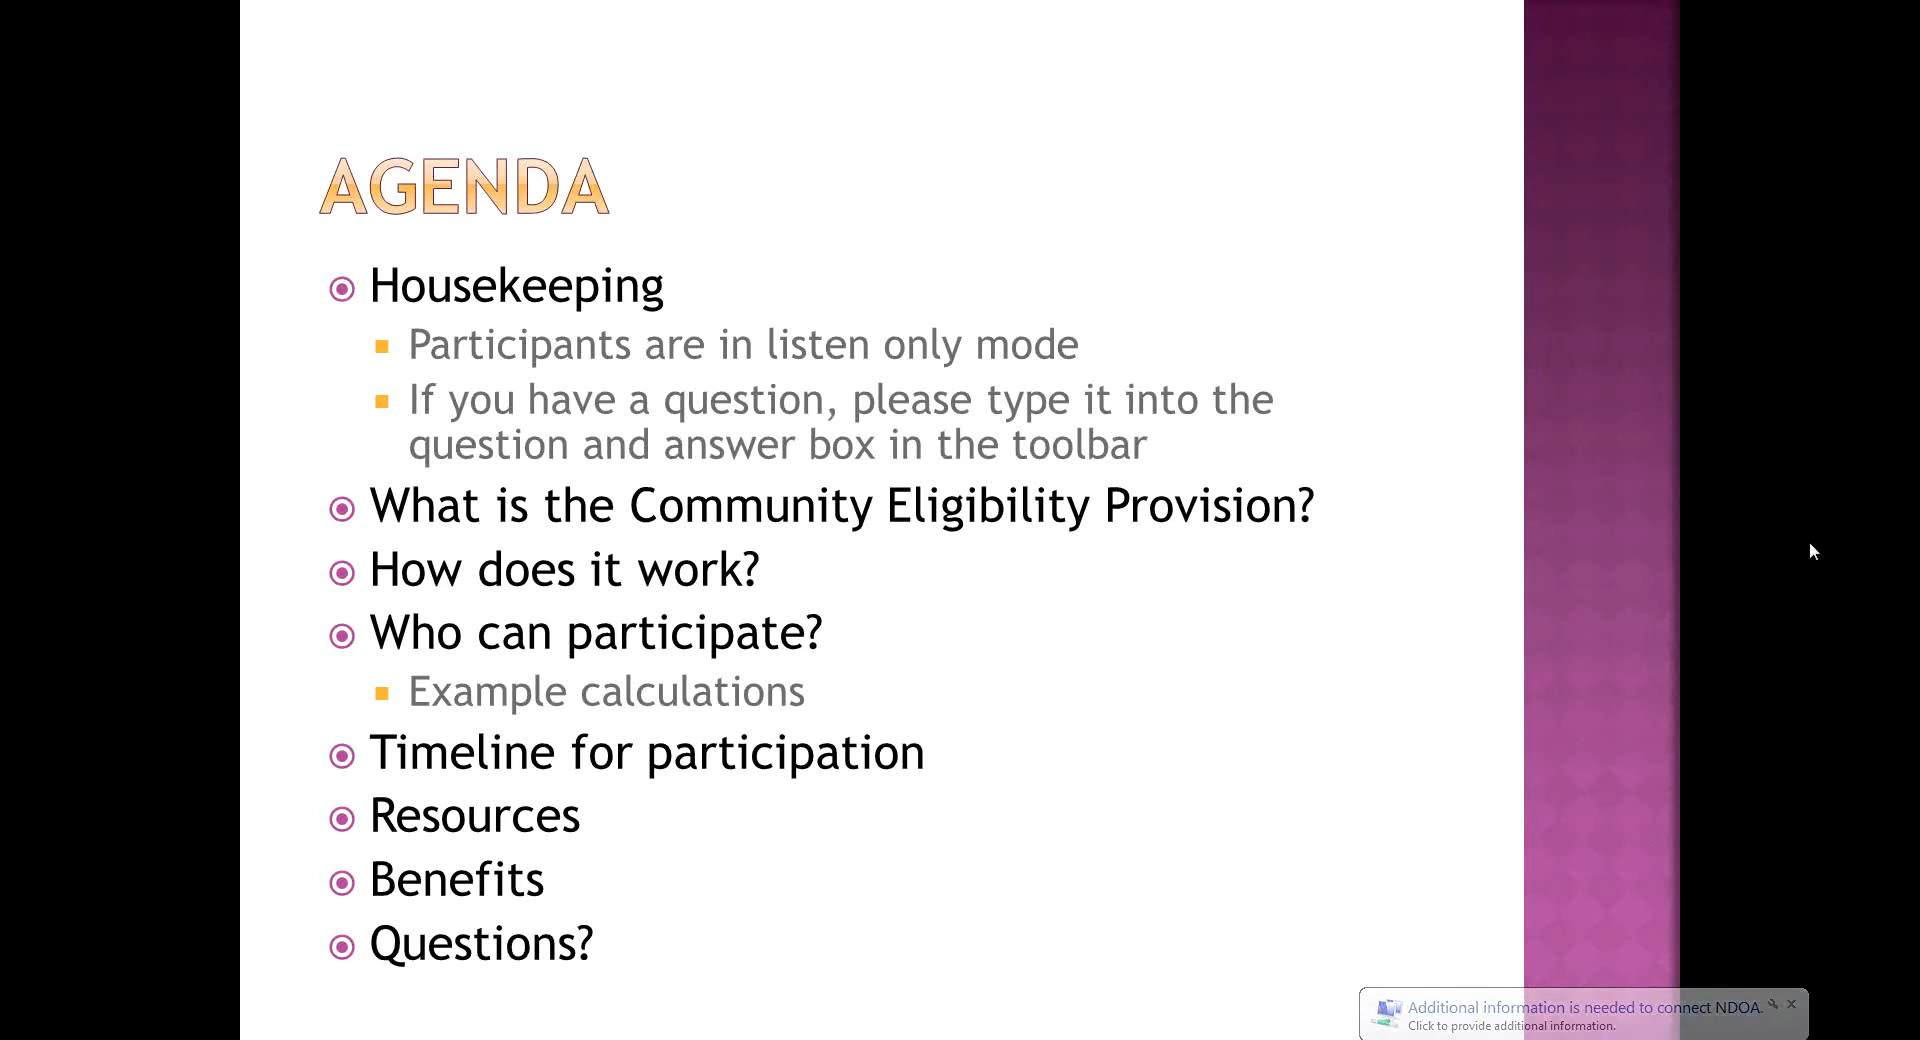 AGENDA
Housekeeping
Participants are in listen only mode
If you have a question, please type it into the
question and answer box in the toolbar
What is the Community Eligibility Provision?
How does it work?
Who can participate?
Example calculations
Timeline for participation
Resources
Benefits
Questions?
Additional information is needed to connect NDOA.
Click to provide additional information.